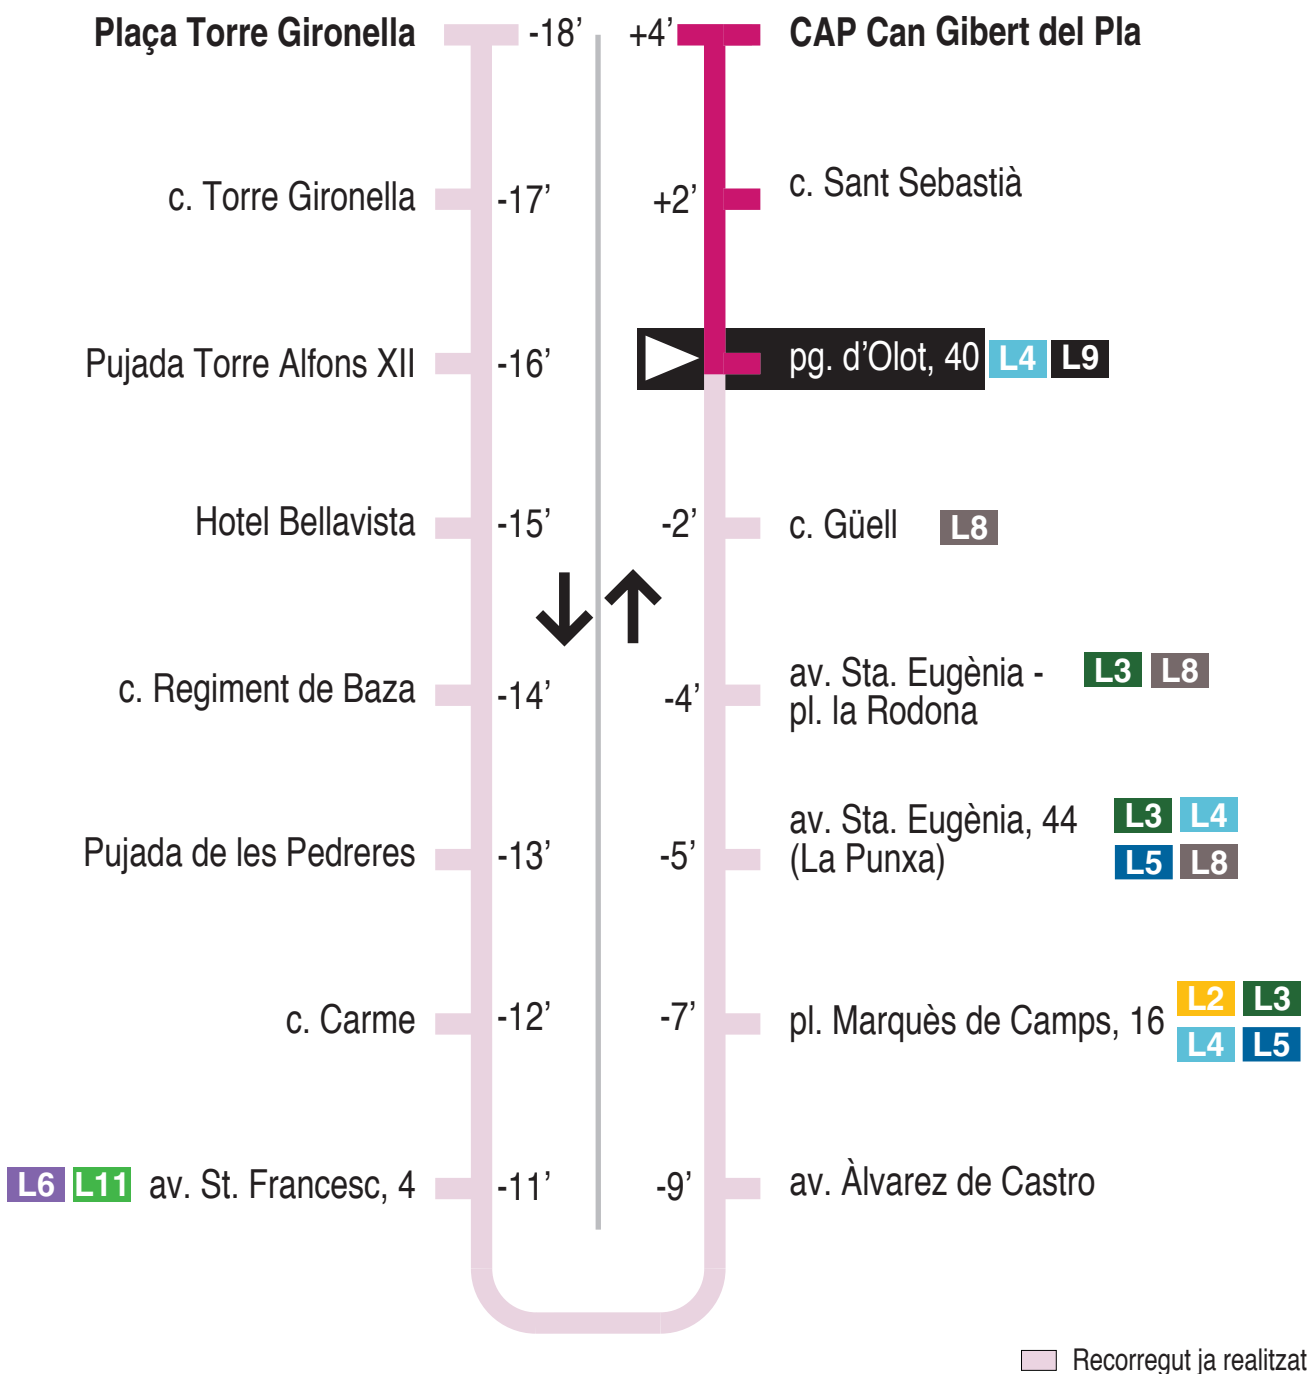 Plaça Torre Gironella -18’ +4’ CAP Can Gibert del Pla
c. Torre Gironella -17’ +2’ c. Sant Sebastià
Pujada Torre Alfons XII -16’ pg. d’Olot, 40 L4 L9
Hotel Bellavista -15’ -2’ c. Güell L8
c. Regiment de Baza -14’ -4’ av. Sta. Eugènia - L3 L8
pl. la Rodona
Pujada de les Pedreres -13’ -5’ av. Sta. Eugènia, 44 L3 L4
(La Punxa) L5 L8
c. Carme -12’ -7’ pl. Marquès de Camps, 16 L2 L3
L4 L5
L6 L11 av. St. Francesc, 4 -11’ -9’ av. Àlvarez de Castro
Recorregut ja realitzat